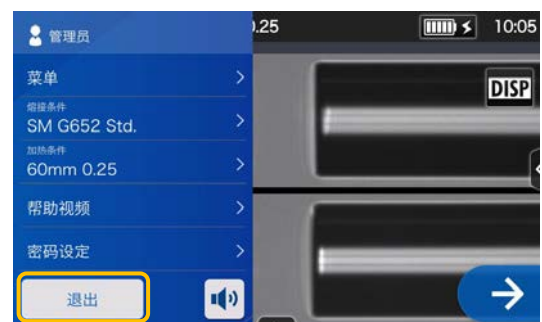 管理员
菜单
熔接条件
SM G652 Std.
加热条件
60mm 0.25
帮助视频
密码设定
退出
0.25
10:05
DISP